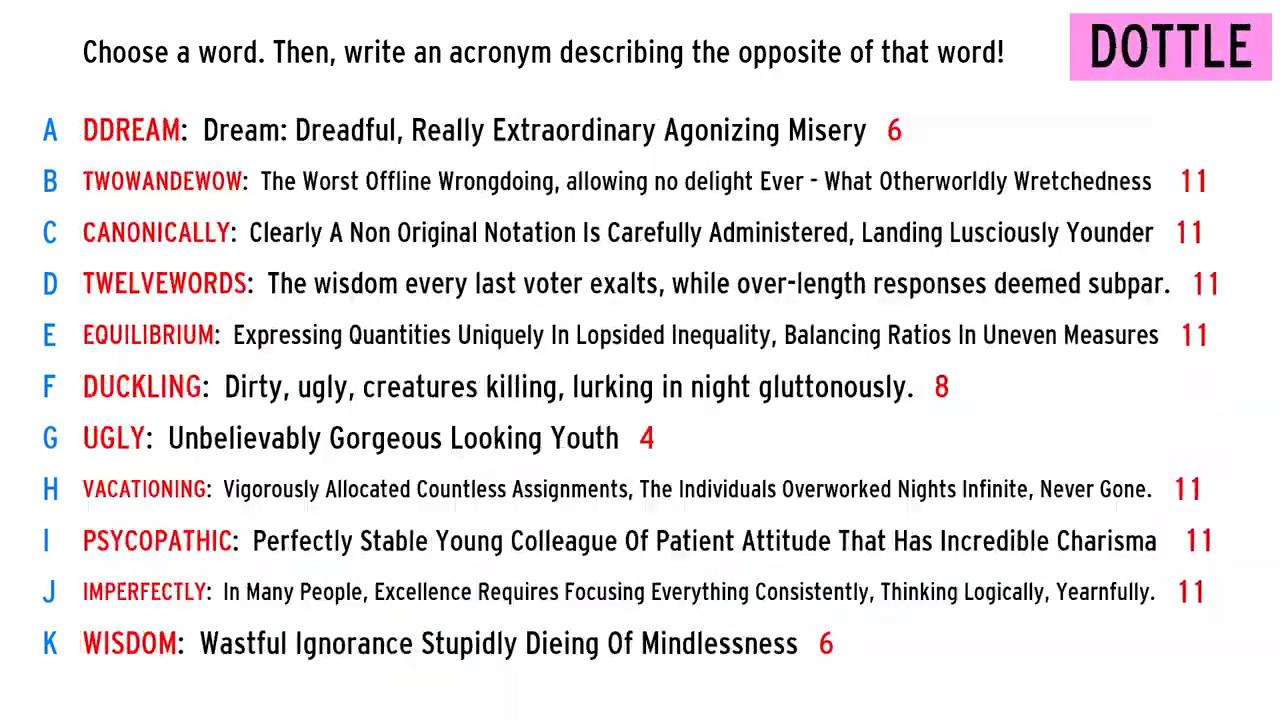 Choose a word. Then, write an acronym describing the opposite of that word!
DOTTLE
A DDREAM: Dream: Dreadful, Really Extraordinary Agonizing Misery 6
B TWOWANDEWOW: The Worst Offline Wrongdoing, allowing no delight Ever - What Otherworldly Wretchedness 11
C CANONICALLY: Clearly A Non Original Notation Is Carefully Administered, Landing Lusciously Younder 11
D TWELVEWORDS: The wisdom every last voter exalts, while over-length responses deemed subpar. 11
E EQUILIBRIUM: Expressing Quantities Uniquely In Lopsided Inequality, Balancing Ratios In Uneven Measures 11
F DUCKLING: Dirty, ugly, creatures killing, lurking in night gluttonously. 8
G UGLY: Unbelievably Gorgeous Looking Youth 4
H VACATIONING: Vigorously Allocated Countless Assignments, The Individuals Overworked Nights Infinite, Never Gone. 11
I PSYCOPATHIC: Perfectly Stable Young Colleague Of Patient Attitude That Has Incredible Charisma 11
J IMPERFECTLY: In Many People, Excellence Requires Focusing Everything Consistently, Thinking Logically, Yearnfully. 11
K WISDOM: Wastful Ignorance Stupidly Dieing Of Mindlessness 6